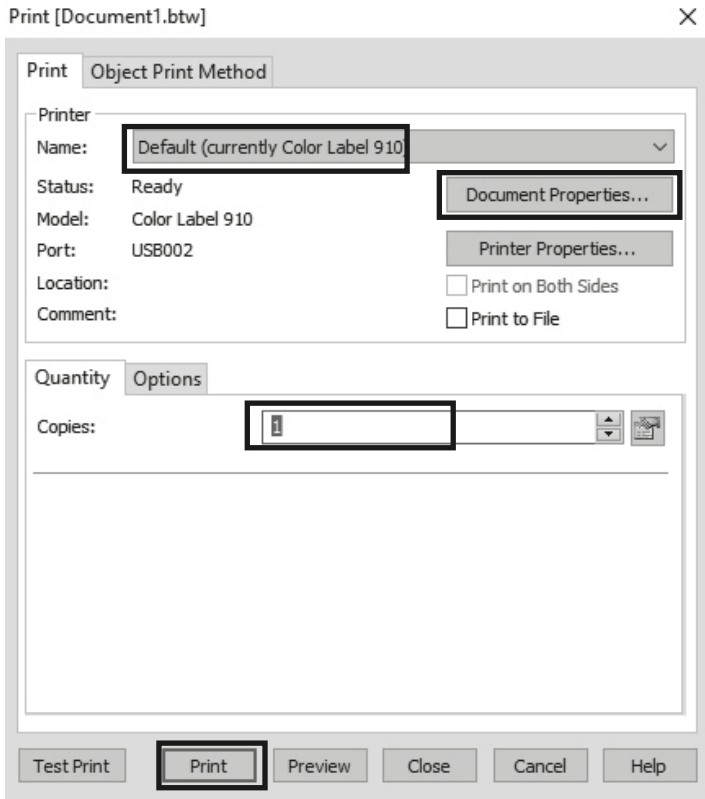 Print [Document1.btw]
Print Object Print Method
Printer
Name: Default (currently Color Label 910)
Status: Ready Document Properties...
Model: Color Label 910
Port: USB002 Printer Properties...
Location: Print on Both Sides
Comment: Print to File
Quantity Options
Copies: 1
Test Print Print Preview Close Cancel Help